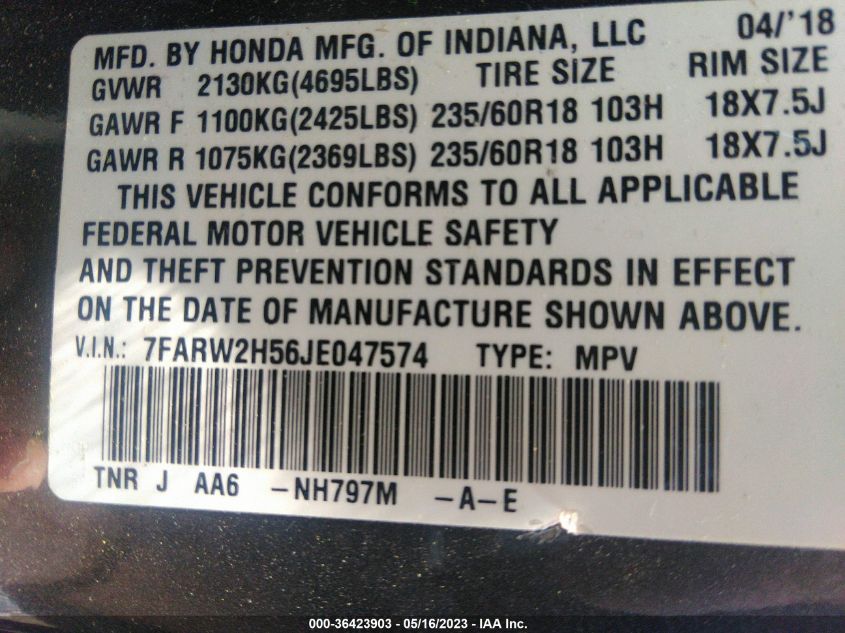 MFD. BY HONDA MFG. OF INDIANA, LLC 04/'18
GVWR 2130KG(4695LBS) TIRE SIZE RIM SIZE
GAWR F 1100KG(2425LBS) 235/60R18 103H 18X7.5J
GAWR R 1075KG(2369LBS) 235/60R18 103H 18X7.5J
THIS VEHICLE CONFORMS TO ALL APPLICABLE
FEDERAL MOTOR VEHICLE SAFETY
AND THEFT PREVENTION STANDARDS IN EFFECT
ON THE DATE OF MANUFACTURE SHOWN ABOVE.
V.I.N.: 7FARW2H56JE047574 TYPE: MPV
TNR J AA6 -NH797M -A-E
000-36423903 - 05/16/2023 - IAA Inc.